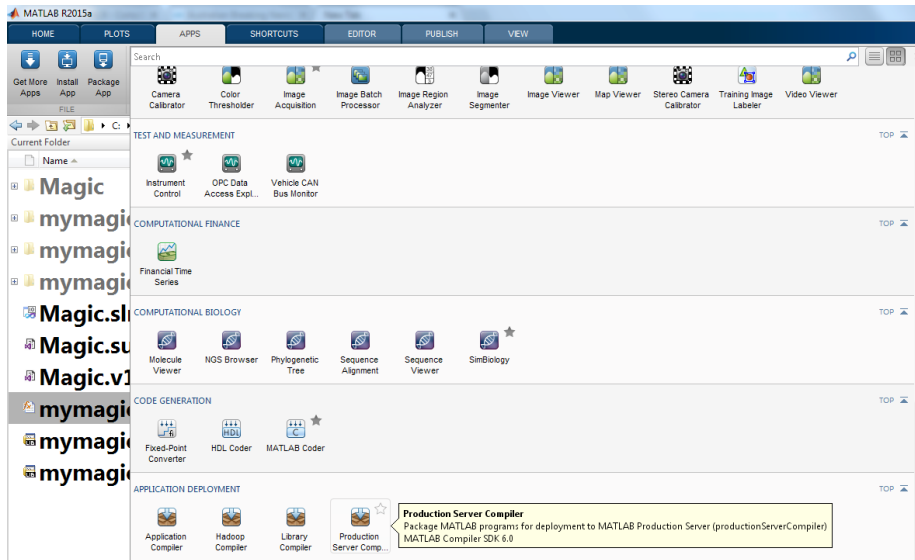 MATLAB R2015a
HOME PLOTS APPS SHORTCUTS EDITOR PUBLISH VIEW
Get More Apps
Install App
Package App
FILE
Search
Camera Calibrator
Color Thresholder
Image Acquisition
Image Batch Processor
Image Region Analyzer
Image Segmenter
Image Viewer
Map Viewer
Stereo Camera Calibrator
Training Image Labeler
Video Viewer
C:
Current Folder
Name
Magic
mymagi
mymagi
mymagi
Magic.sl
Magic.su
Magic.v1
mymagi
mymagi
mymagi
TEST AND MEASUREMENT TOP
Instrument Control
OPC Data Access Expl...
Vehicle CAN Bus Monitor
COMPUTATIONAL FINANCE TOP
Financial Time Series
COMPUTATIONAL BIOLOGY TOP
Molecule Viewer
NGS Browser
Phylogenetic Tree
Sequence Alignment
Sequence Viewer
SimBiology
CODE GENERATION TOP
Fixed-Point Converter
HDL Coder
MATLAB Coder
APPLICATION DEPLOYMENT TOP
Application Compiler
Hadoop Compiler
Library Compiler
Production Server Comp...
Production Server Compiler
Package MATLAB programs for deployment to MATLAB Production Server (productionServerCompiler)
MATLAB Compiler SDK 6.0